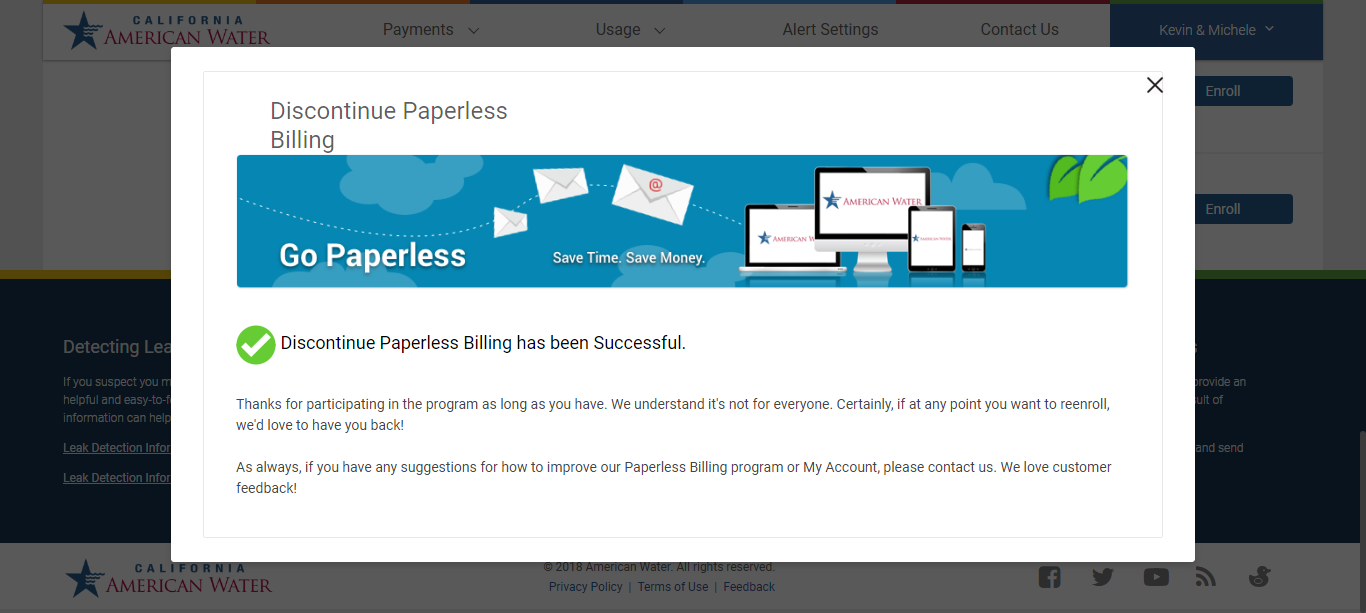 CALIFORNIA
AMERICAN WATER
Payments
Usage
Alert Settings
Contact Us
Kevin & Michele
Enroll
Enroll
Discontinue Paperless
Billing
@
Go Paperless
Save Time. Save Money.
AMERICAN W
AMERICAN WATER
AMERICAN WATER
Discontinue Paperless Billing has been Successful.
Thanks for participating in the program as long as you have. We understand it's not for everyone. Certainly, if at any point you want to reenroll,
we'd love to have you back!
As always, if you have any suggestions for how to improve our Paperless Billing program or My Account, please contact us. We love customer
feedback!
Detecting Lea
If you suspect you m
helpful and easy-to-f
information can help
Leak Detection Infor
Leak Detection Infor
s
provide an
ult of
and send
CALIFORNIA
AMERICAN WATER
© 2018 American Water. All rights reserved.
Privacy Policy | Terms of Use | Feedback